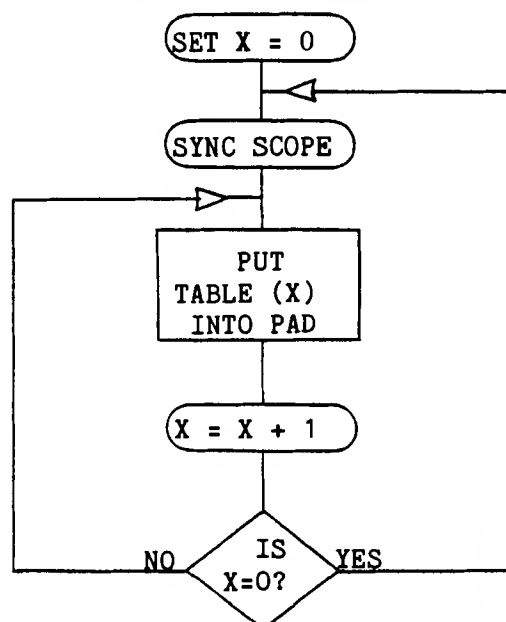 SET X = 0
SYNC SCOPE
PUT
TABLE (X)
INTO PAD
X = X + 1
IS
X=0?
NO
YES